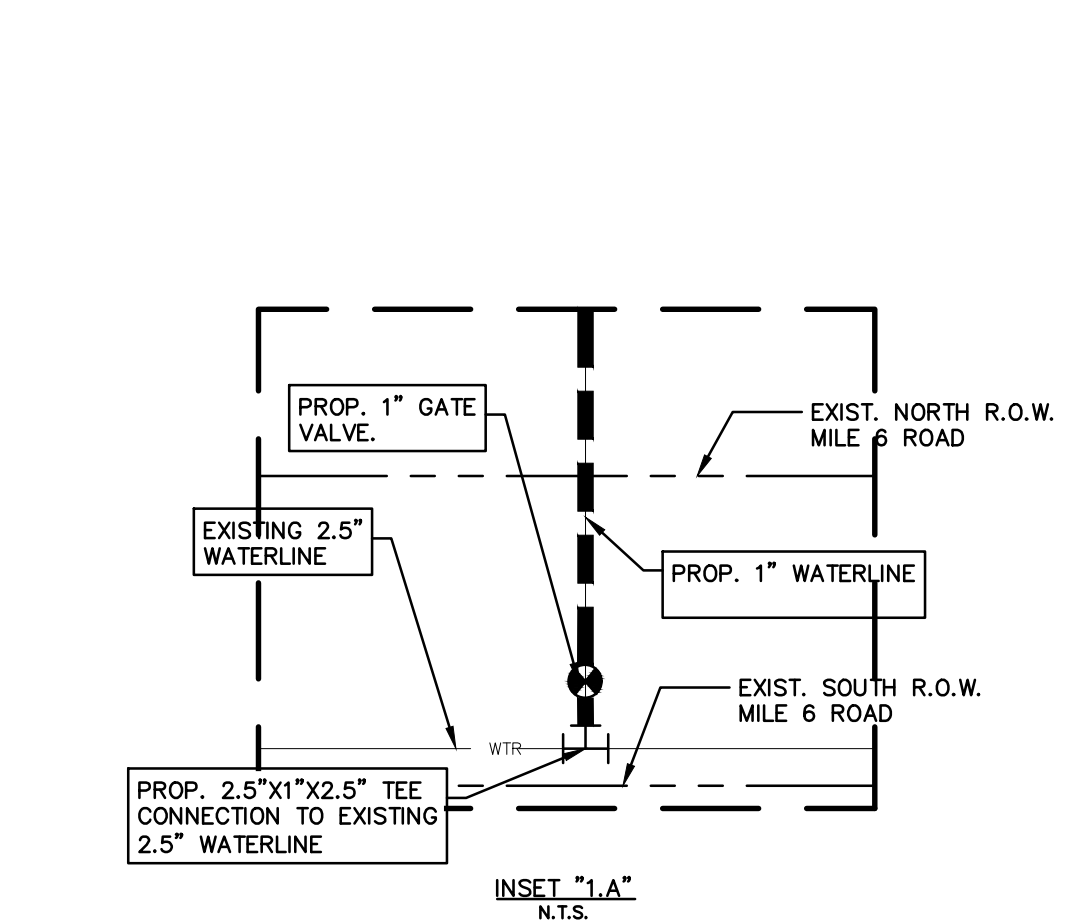 PROP. 1” GATE
VALVE.
EXIST. NORTH R.O.W.
MILE 6 ROAD
EXISTING 2.5”
WATERLINE
PROP. 1” WATERLINE
EXIST. SOUTH R.O.W.
MILE 6 ROAD
WTR
PROP. 2.5”X1”X2.5” TEE
CONNECTION TO EXISTING
2.5” WATERLINE
INSET "1.A"
N.T.S.